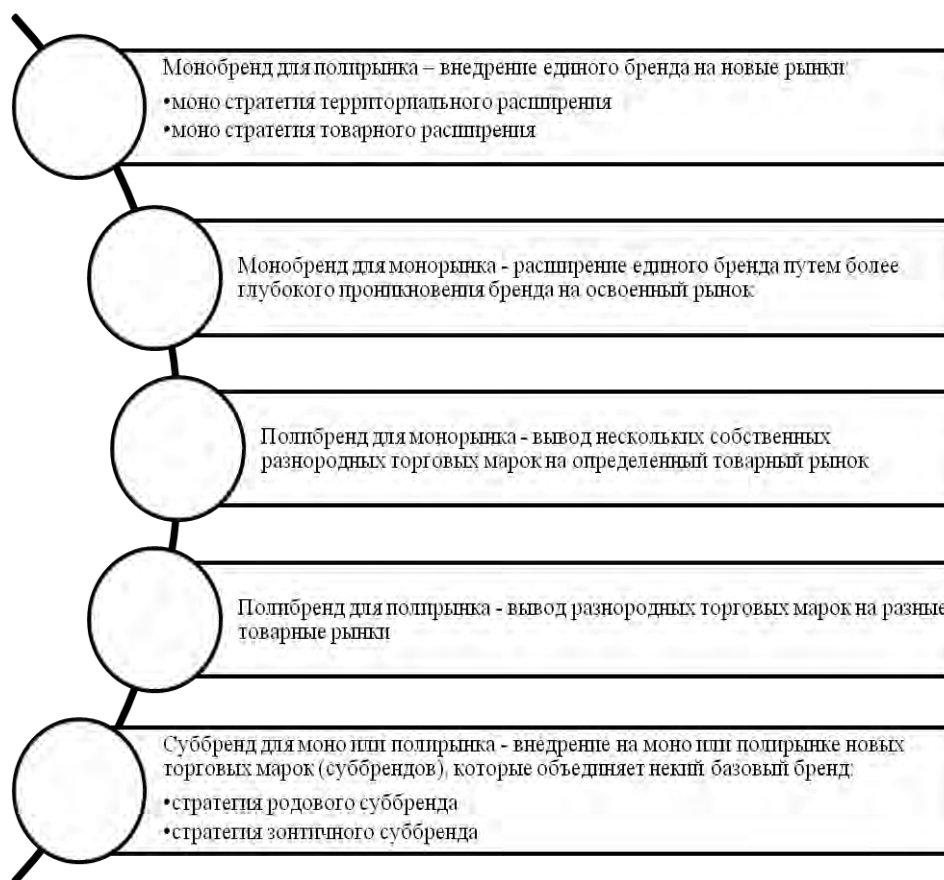 Монобренд для полирынка – внедрение единого бренда на новые рынки:
•моно стратегия территориального расширения
•моно стратегия товарного расширения
Монобренд для монорынка - расширение единого бренда путем более
глубокого проникновения бренда на освоенный рынок
Полибренд для монорынка - вывод нескольких собственных
разнородных торговых марок на определенный товарный рынок
Полибренд для полирынка - вывод разнородных торговых марок на разные
товарные рынки
Суббренд для моно или полирынка - внедрение на моно или полирынке новых
торговых марок (суббрендов), которые объединяет некий базовый бренд:
•стратегия родового суббренда
•стратегия зонтичного суббренда